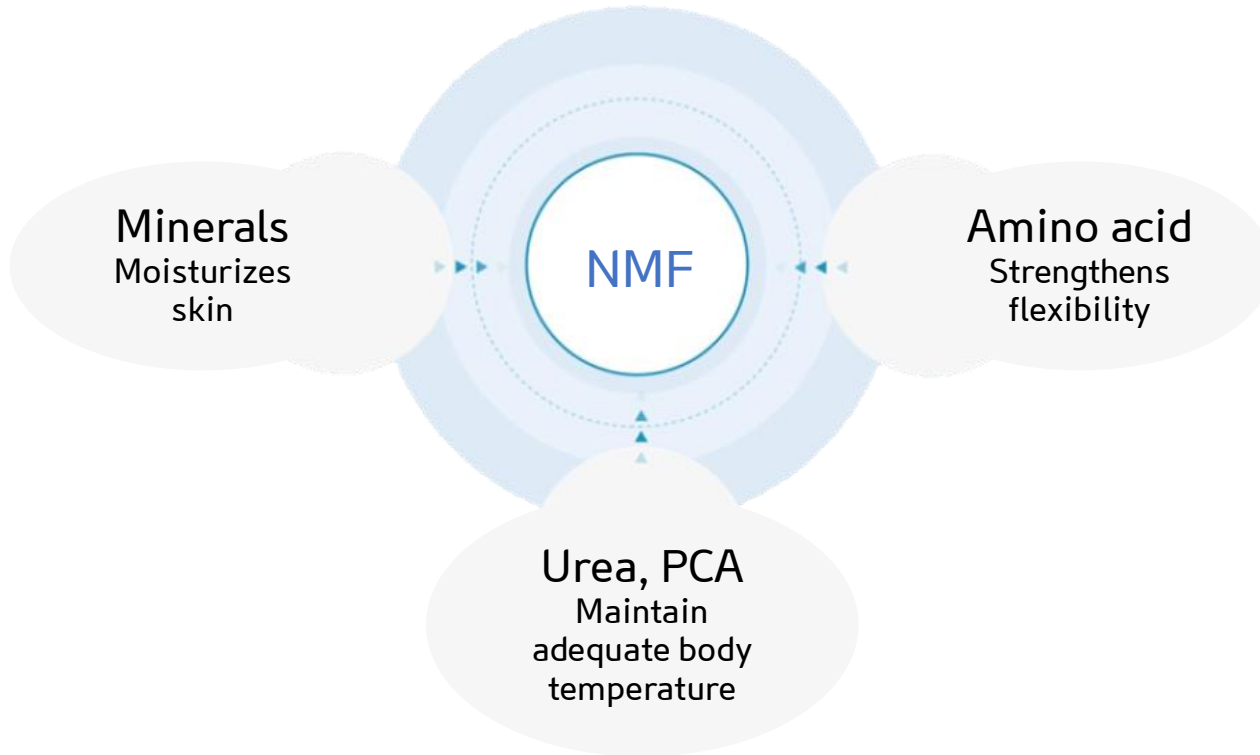 Minerals
Moisturizes
skin
NMF
Amino acid
Strengthens
flexibility
Urea, PCA
Maintain
adequate body
temperature